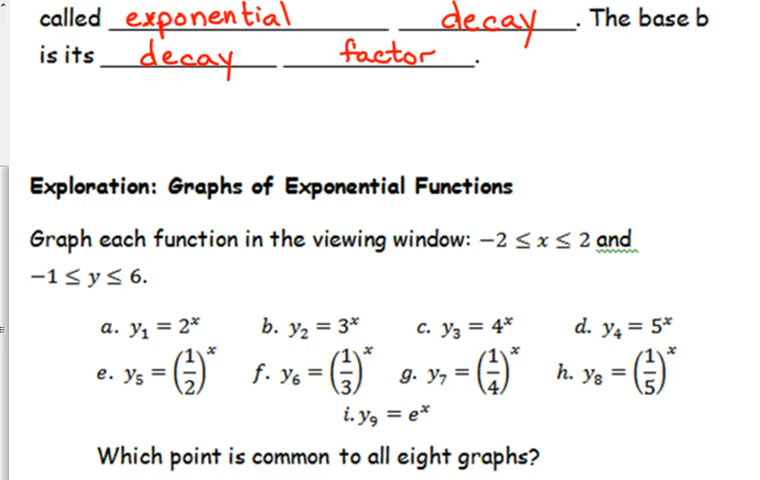 called exponential decay. The base b
is its decay factor.
Exploration: Graphs of Exponential Functions
Graph each function in the viewing window: −2 ≤ x ≤ 2 and
−1 ≤ y ≤ 6.
a. y₁ = 2ˣ b. y₂ = 3ˣ c. y₃ = 4ˣ d. y₄ = 5ˣ
e. y₅ = (1/2)ˣ f. y₆ = (1/3)ˣ g. y₇ = (1/4)ˣ h. y₈ = (1/5)ˣ
i. y₉ = eˣ
Which point is common to all eight graphs?